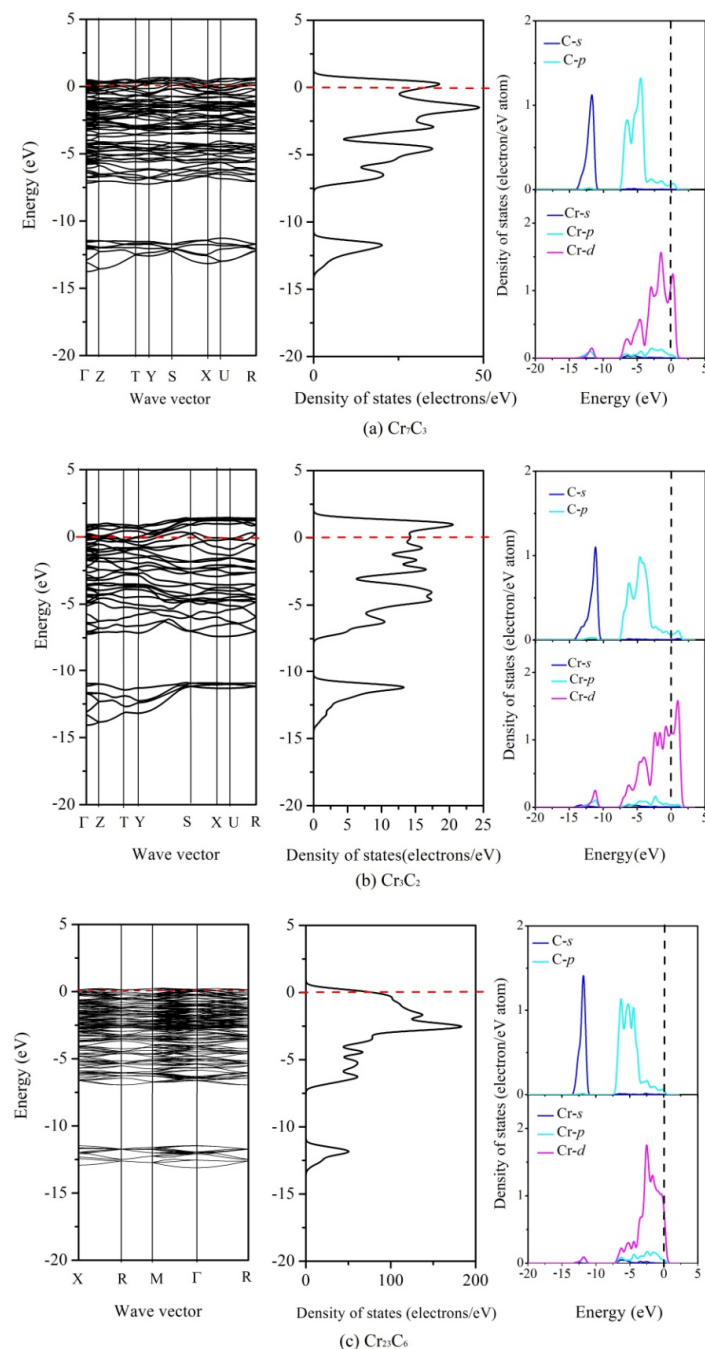 5
0
-5
-10
-15
-20
Energy (eV)
Γ Z T Y S X U R
Wave vector
5
0
-5
-10
-15
-20
0 50
Density of states (electrons/eV)
C-s
C-p
2
1
0
Cr-s
Cr-p
Cr-d
2
1
0
Density of states (electron/eV atom)
-20 -15 -10 -5 0 5
Energy (eV)
(a) Cr₇C₃
5
0
-5
-10
-15
-20
Energy (eV)
Γ Z T Y S X U R
Wave vector
5
0
-5
-10
-15
-20
0 5 10 15 20 25
Density of states(electrons/eV)
C-s
C-p
2
1
0
Cr-s
Cr-p
Cr-d
2
1
0
Density of states (electron/eV atom)
-20 -15 -10 -5 0 5
Energy(eV)
(b) Cr₃C₂
5
0
-5
-10
-15
-20
Energy (eV)
X R M Γ R
Wave vector
5
0
-5
-10
-15
-20
0 100 200
Density of states (electrons/eV)
C-s
C-p
2
1
0
Cr-s
Cr-p
Cr-d
2
1
0
Density of states (electron/eV atom)
-20 -15 -10 -5 0 5
Energy (eV)
(c) Cr₂₃C₆